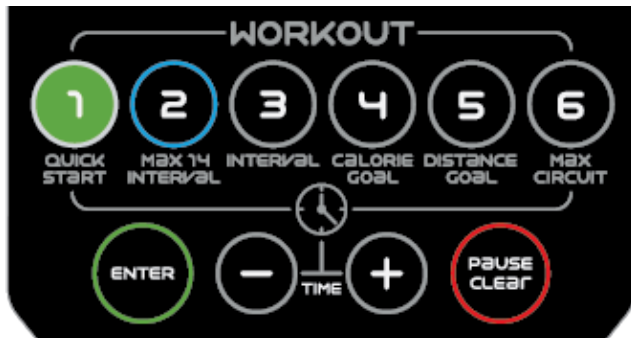 WORKOUT
1 2 3 4 5 6
QUICK START
MAX 14 INTERVAL
INTERVAL
CALORIE GOAL
DISTANCE GOAL
MAX CIRCUIT
ENTER
-
TIME
+
PAUSE
CLEAR